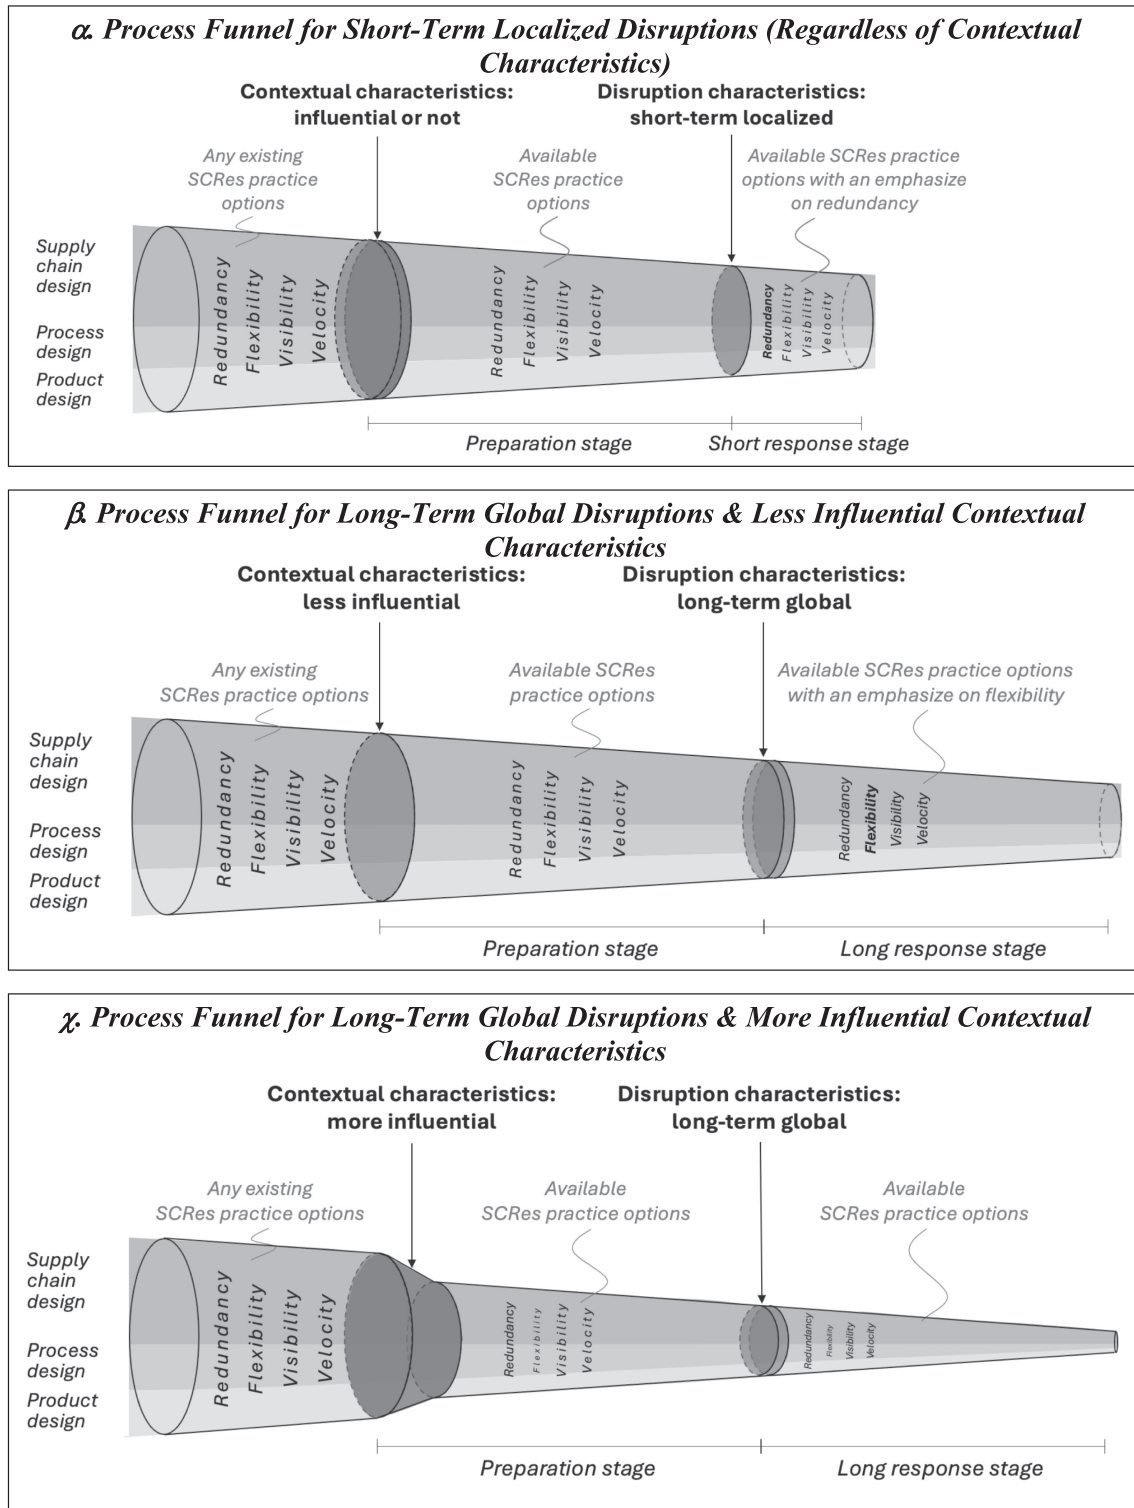 α. Process Funnel for Short-Term Localized Disruptions (Regardless of Contextual
Characteristics)
Contextual characteristics:
influential or not
Disruption characteristics:
short-term localized
Any existing
SCRes practice
options
Available
SCRes practice
options
Available SCRes practice
options with an emphasize
on redundancy
Supply
chain
design
Process
design
Product
design
Redundancy
Flexibility
Visibility
Velocity
Redundancy
Flexibility
Visibility
Velocity
Redundancy
Flexibility
Visibility
Velocity
Preparation stage
Short response stage
β. Process Funnel for Long-Term Global Disruptions & Less Influential Contextual
Characteristics
Contextual characteristics:
less influential
Disruption characteristics:
long-term global
Any existing
SCRes practice options
Available SCRes
practice options
Available SCRes practice options
with an emphasize on flexibility
Supply
chain
design
Process
design
Product
design
Redundancy
Flexibility
Visibility
Velocity
Redundancy
Flexibility
Visibility
Velocity
Redundancy
Flexibility
Visibility
Velocity
Preparation stage
Long response stage
χ. Process Funnel for Long-Term Global Disruptions & More Influential Contextual
Characteristics
Contextual characteristics:
more influential
Disruption characteristics:
long-term global
Any existing
SCRes practice options
Available
SCRes practice options
Available
SCRes practice options
Supply
chain
design
Process
design
Product
design
Redundancy
Flexibility
Visibility
Velocity
Redundancy
Flexibility
Visibility
Velocity
Redundancy
Flexibility
Visibility
Velocity
Preparation stage
Long response stage